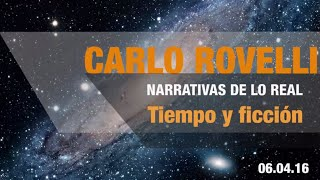 CARLO ROVELLI
NARRATIVAS DE LO REAL
Tiempo y ficción
06.04.16